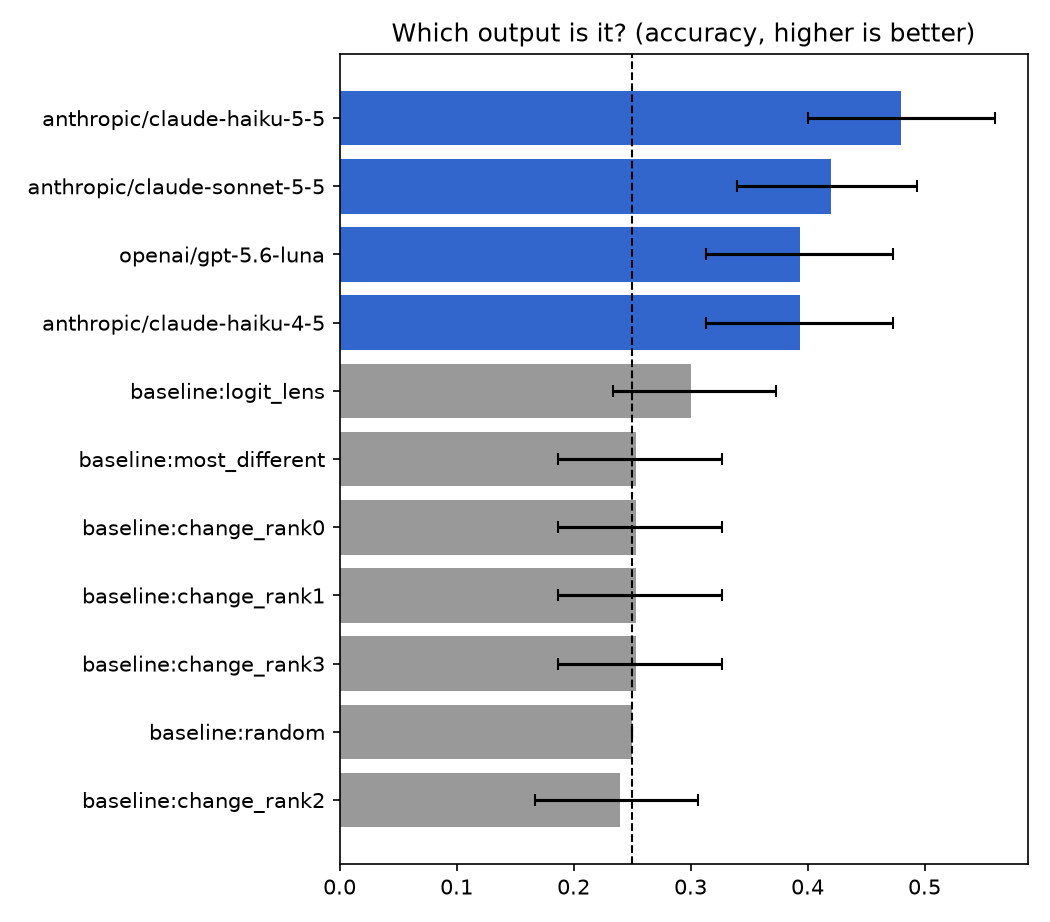 Which output is it? (accuracy, higher is better)
anthropic/claude-haiku-5-5
anthropic/claude-sonnet-5-5
openai/gpt-5.6-luna
anthropic/claude-haiku-4-5
baseline:logit_lens
baseline:most_different
baseline:change_rank0
baseline:change_rank1
baseline:change_rank3
baseline:random
baseline:change_rank2
0.0 0.1 0.2 0.3 0.4 0.5